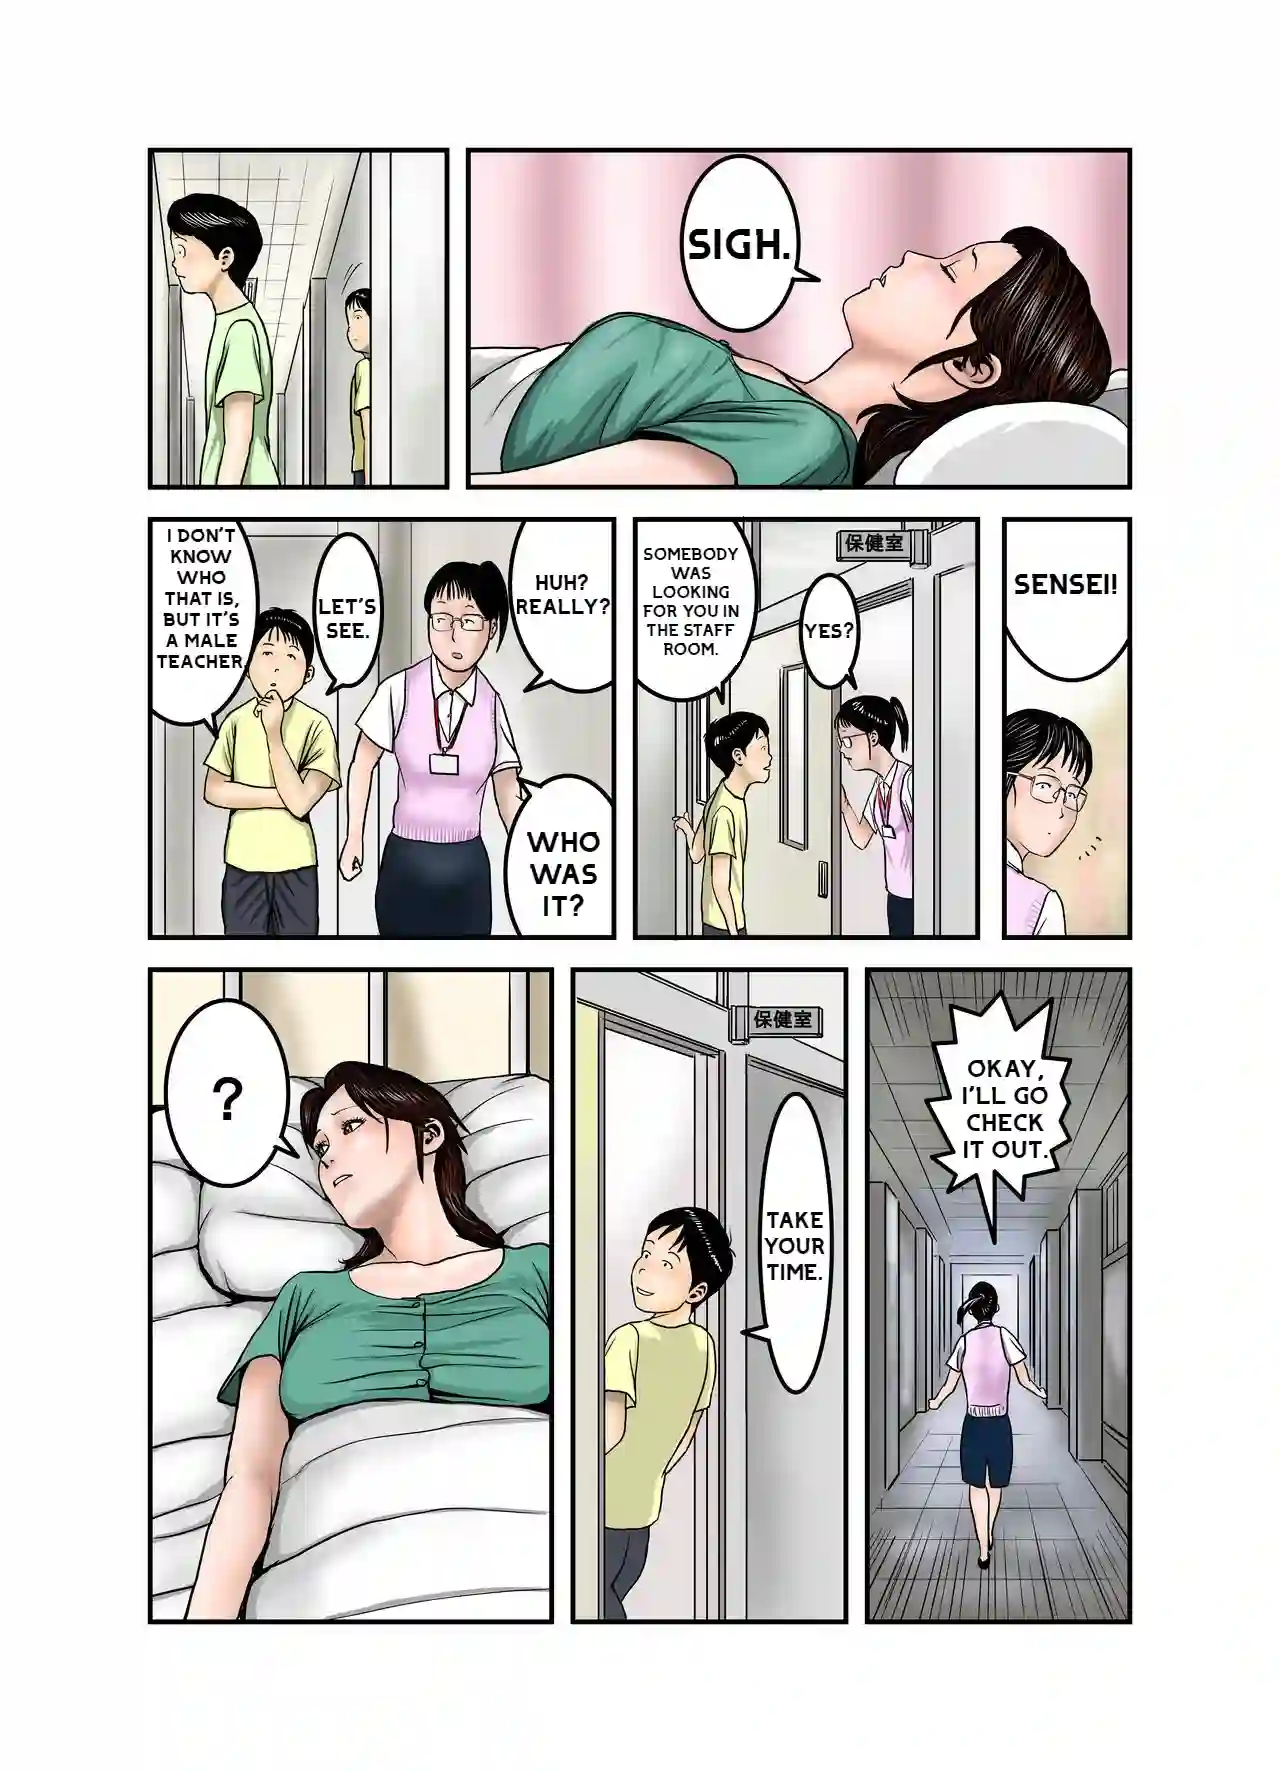 SIGH.
SENSEI!
保健室
YES?
SOMEBODY
WAS
LOOKING
FOR YOU IN
THE STAFF
ROOM.
HUH?
REALLY?
WHO
WAS
IT?
LET'S
SEE.
I DON'T
KNOW
WHO
THAT IS,
BUT IT'S
A MALE
TEACHER.
OKAY,
I'LL GO
CHECK
IT OUT.
保健室
TAKE
YOUR
TIME.
?